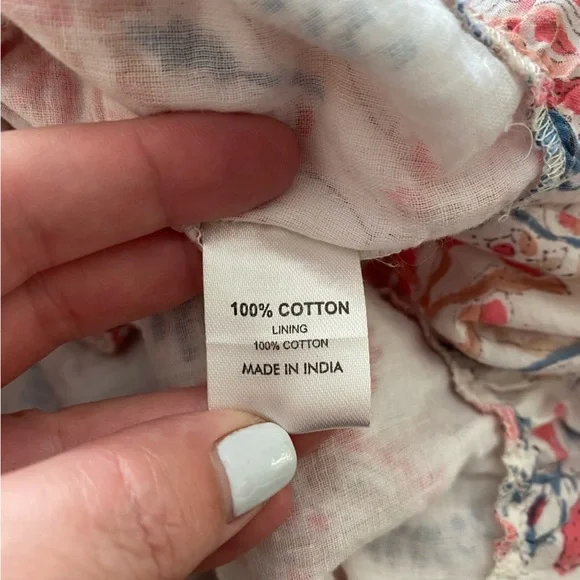 100% COTTON
LINING
100% COTTON
MADE IN INDIA